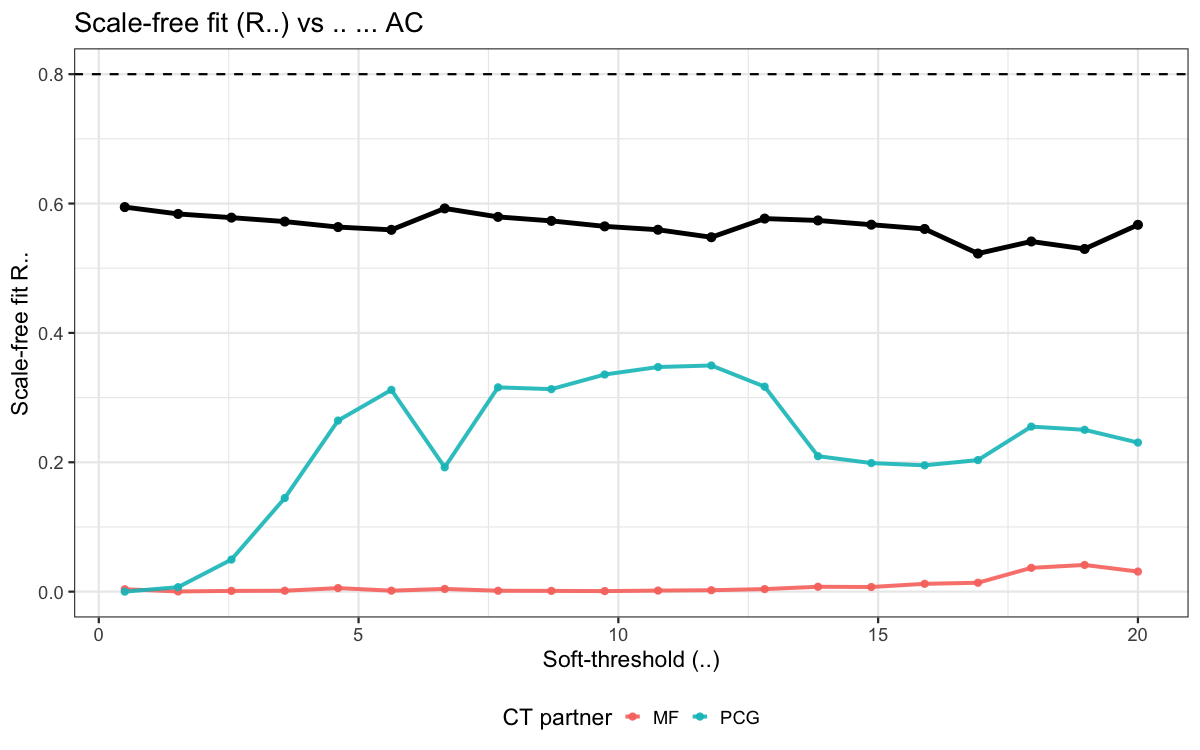 Scale-free fit (R..) vs .. ... AC
0.8
0.6
0.4
0.2
0.0
Scale-free fit R..
0 5 10 15 20
Soft-threshold (..)
CT partner MF PCG